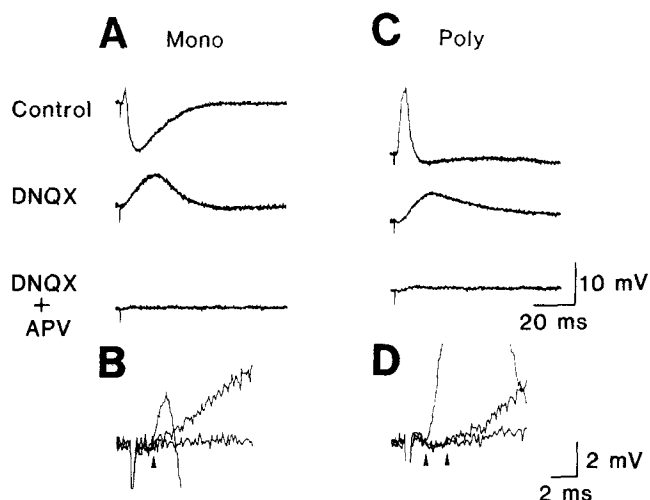 A Mono
C Poly
Control
DNQX
DNQX
+
APV
10 mV
20 ms
B
D
2 mV
2 ms